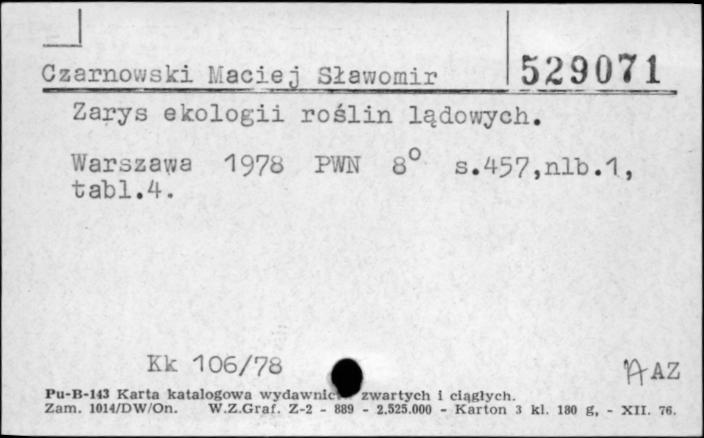 Czarnowski Maciej Sławomir 529071
Zarys ekologii roślin lądowych.
Warszawa 1978 PWN 8° s.457,nlb.1,
tabl.4.
Kk 106/78
AZ
Pu-B-143 Karta katalogowa wydawnic zwartych i ciągłych.
Zam. 1014/DW/On. W.Z.Graf. Z-2 - 889 - 2.525.000 - Karton 3 kl. 180 g, - XII. 76.